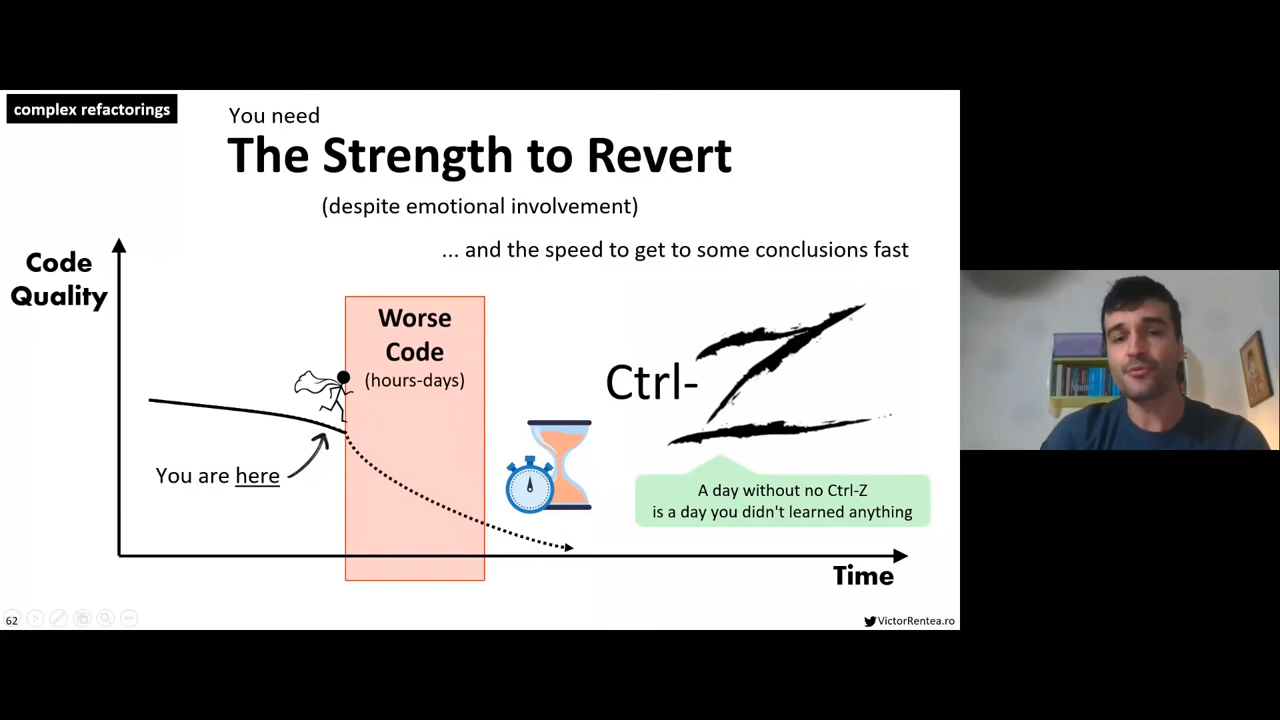 complex refactorings
You need
The Strength to Revert
(despite emotional involvement)
... and the speed to get to some conclusions fast
Code
Quality
Worse
Code
(hours-days)
Ctrl-Z
You are here
A day without no Ctrl-Z
is a day you didn't learned anything
Time
62
VictorRentea.ro